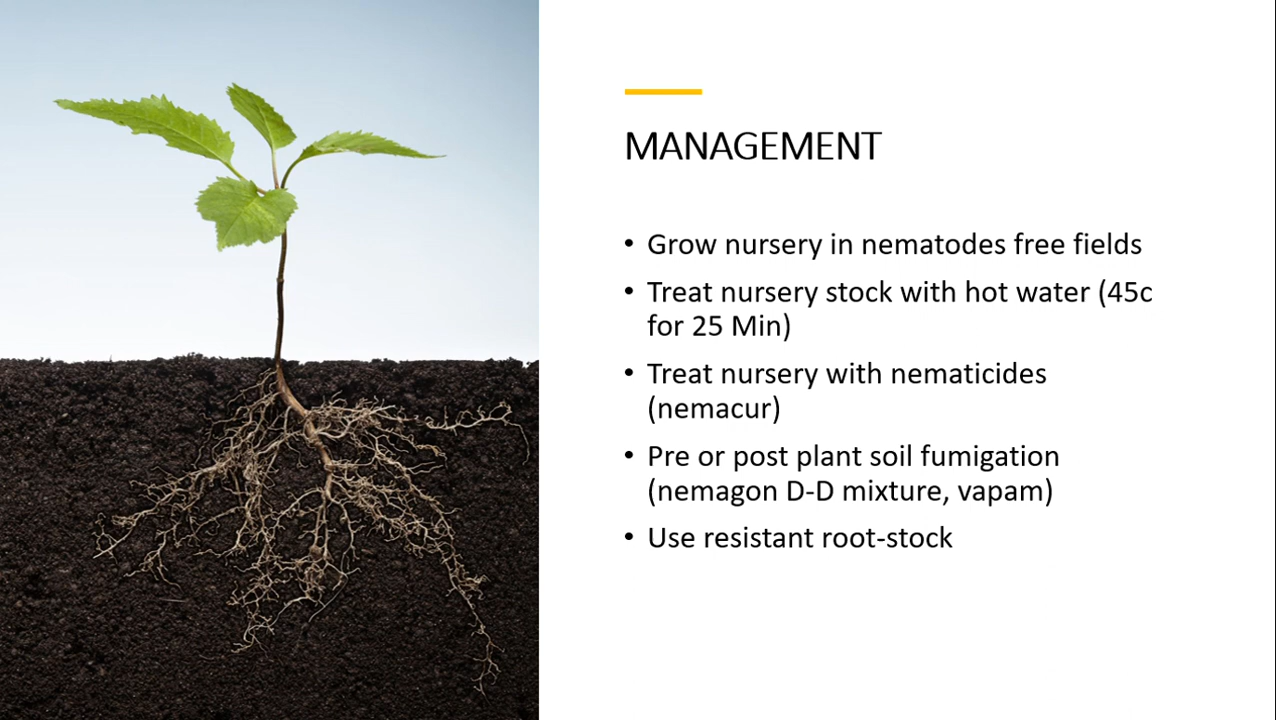 MANAGEMENT
• Grow nursery in nematodes free fields
• Treat nursery stock with hot water (45c
for 25 Min)
• Treat nursery with nematicides
(nemacur)
• Pre or post plant soil fumigation
(nemagon D-D mixture, vapam)
• Use resistant root-stock